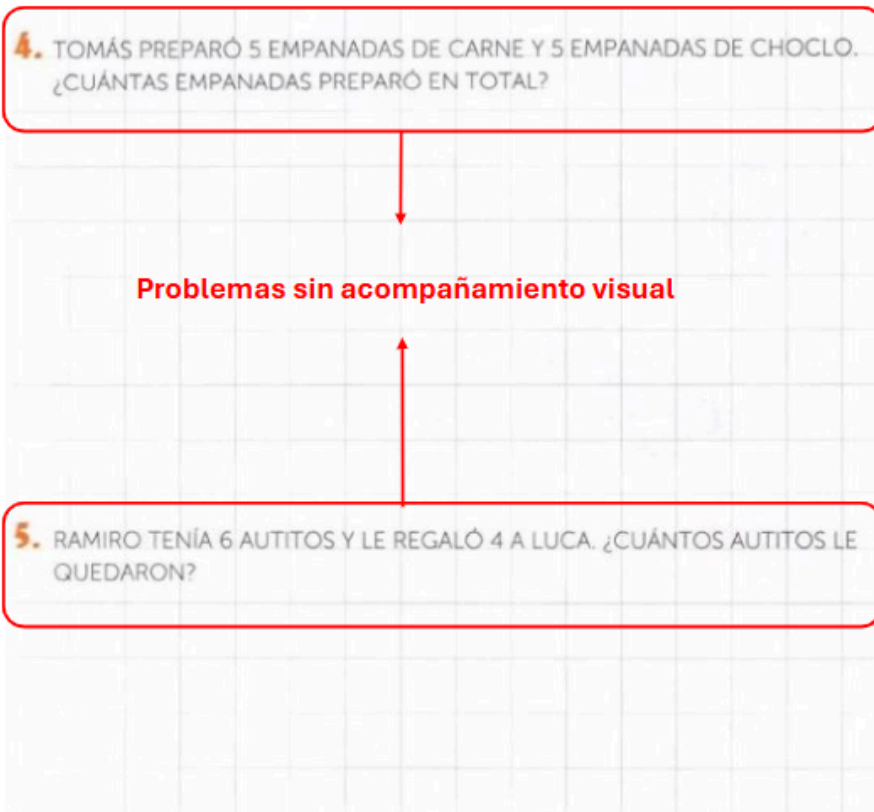 4. TOMÁS PREPARÓ 5 EMPANADAS DE CARNE Y 5 EMPANADAS DE CHOCLO.
¿CUÁNTAS EMPANADAS PREPARÓ EN TOTAL?
Problemas sin acompañamiento visual
5. RAMIRO TENÍA 6 AUTITOS Y LE REGALÓ 4 A LUCA. ¿CUÁNTOS AUTITOS LE
QUEDARON?